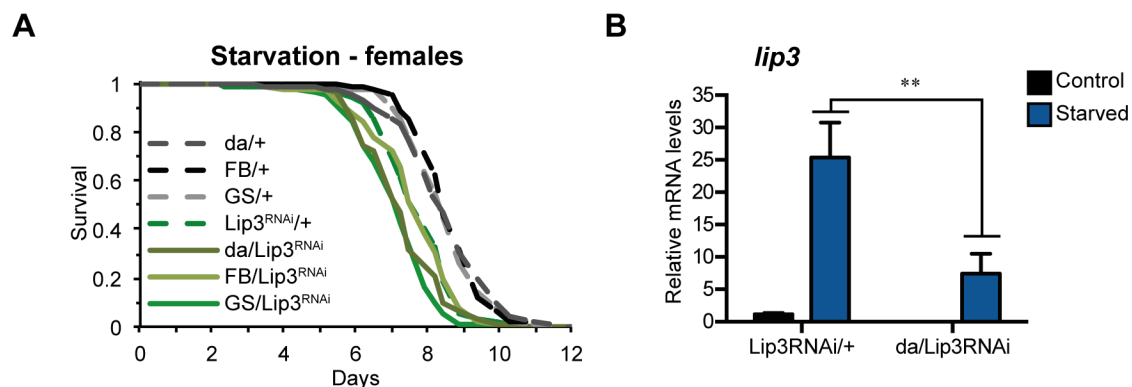 A
Starvation - females
Survival
1
0.8
0.6
0.4
0.2
0
da/+
FB/+
GS/+
Lip3RNAi/+
da/Lip3RNAi
FB/Lip3RNAi
GS/Lip3RNAi
0 2 4 6 8 10 12
Days
B
lip3
Control
Starved
**
Relative mRNA levels
35
30
25
20
15
10
5
0
Lip3RNAi/+ da/Lip3RNAi